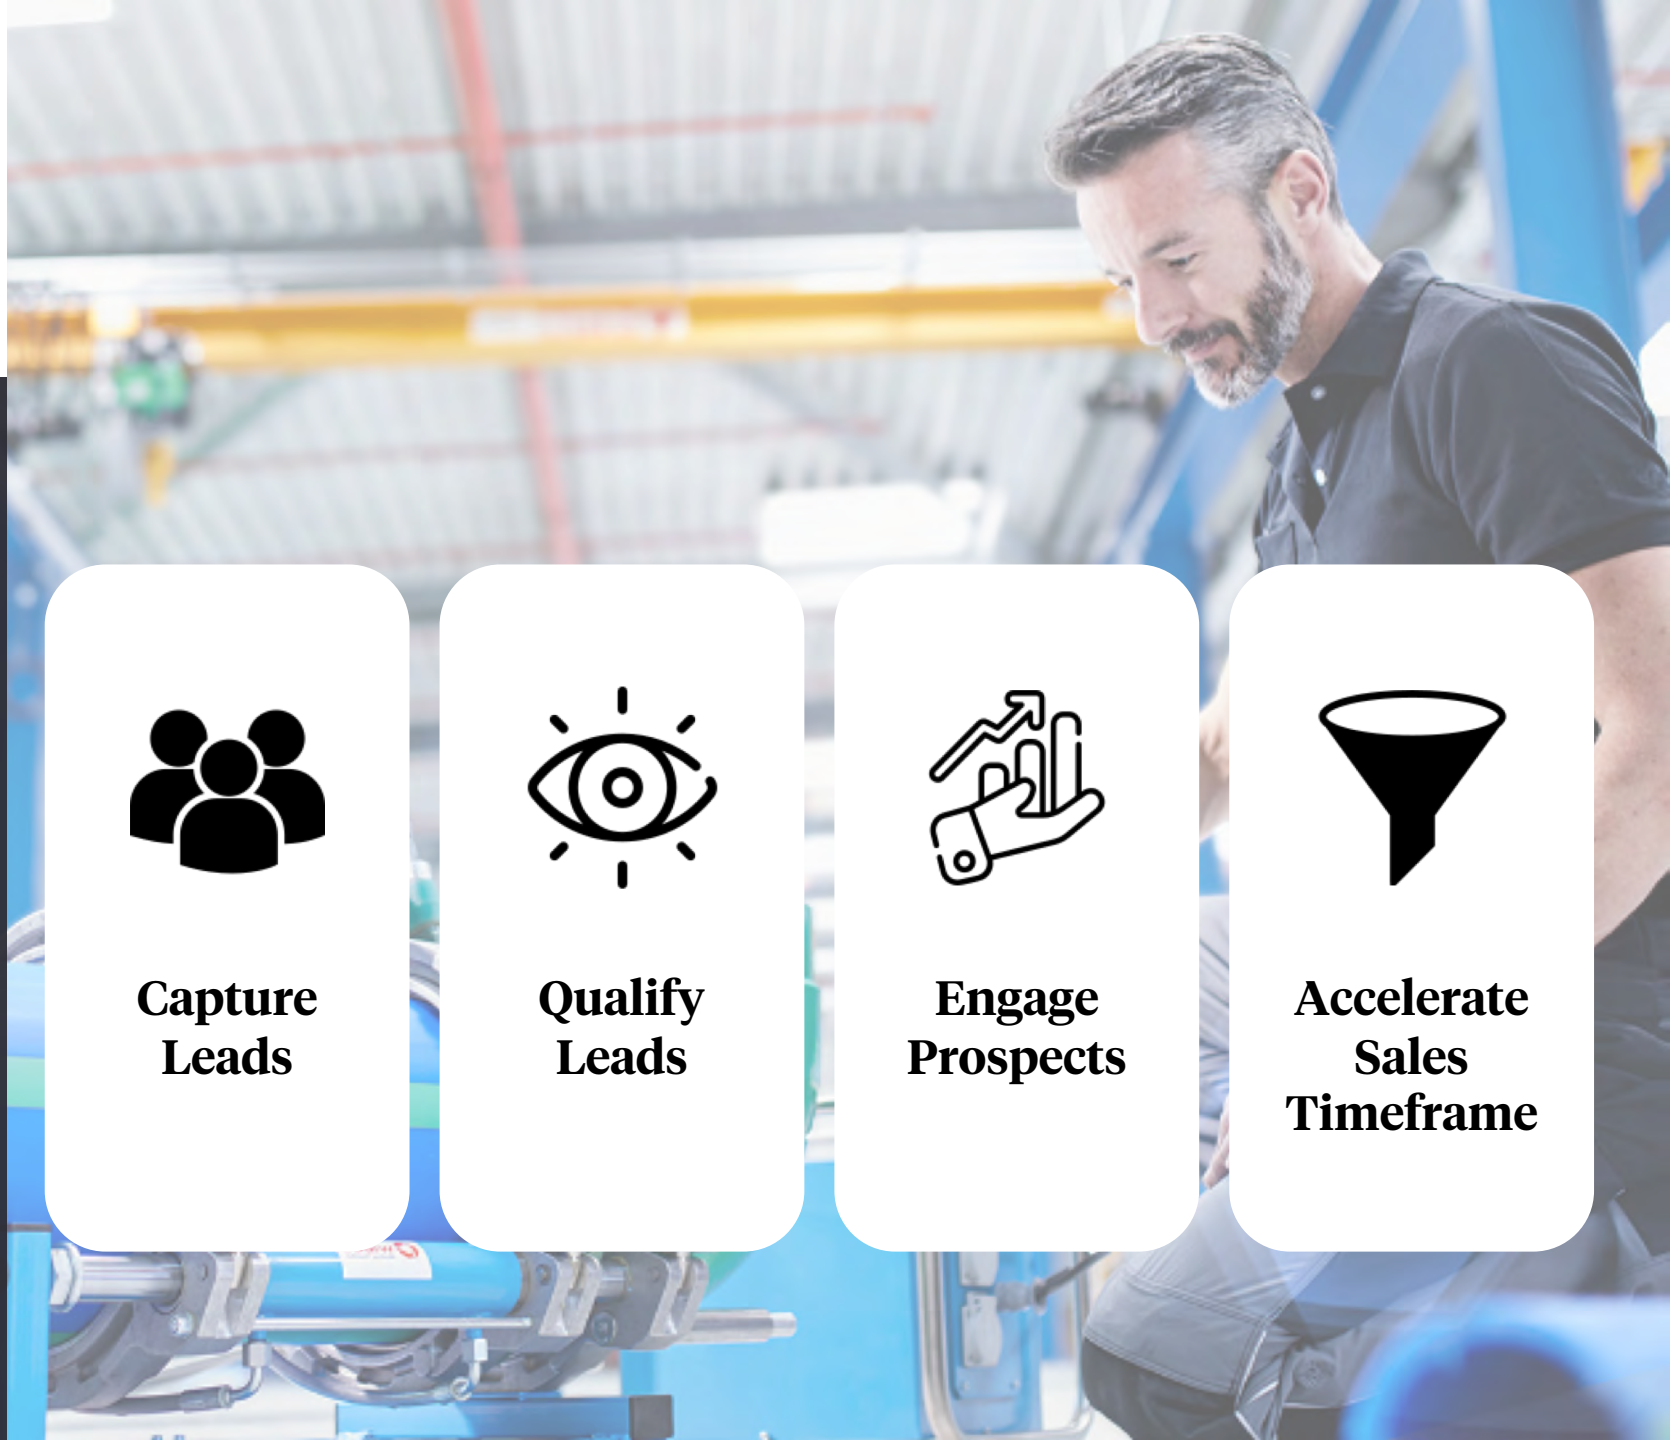 Capture
Leads
Qualify
Leads
Engage
Prospects
Accelerate
Sales
Timeframe